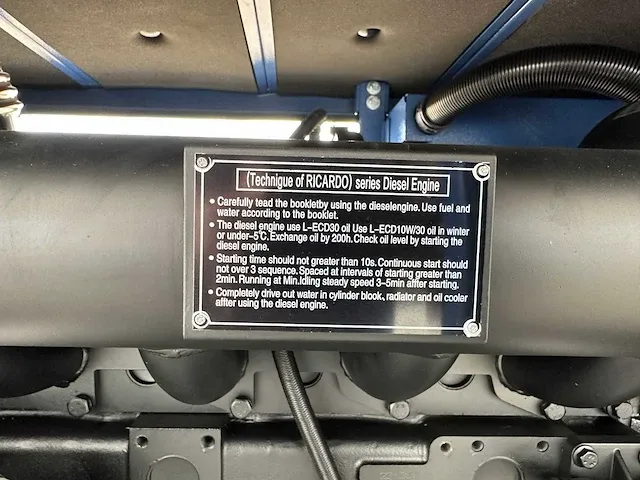 (Technigue of RICARDO) series Diesel Engine
• Carefully tead the bookletby using the dieselengine. Use fuel and
water according to the booklet.
• The diesel engine use L-ECD30 oil Use L-ECD10W/30 oil in winter
or under-5℃. Exchange oil by 200h. Check oil level by starting the
diesel engine.
• Starting time should not greater than 10s. Continuous start should
not over 3 sequence. Spaced at intervals of starting greater than
2min. Running at Min.Idling steady speed 3-5min affer starting.
• Completely drive out water in cylinder blook, radiator and oil cooler
affter using the diesel engine.